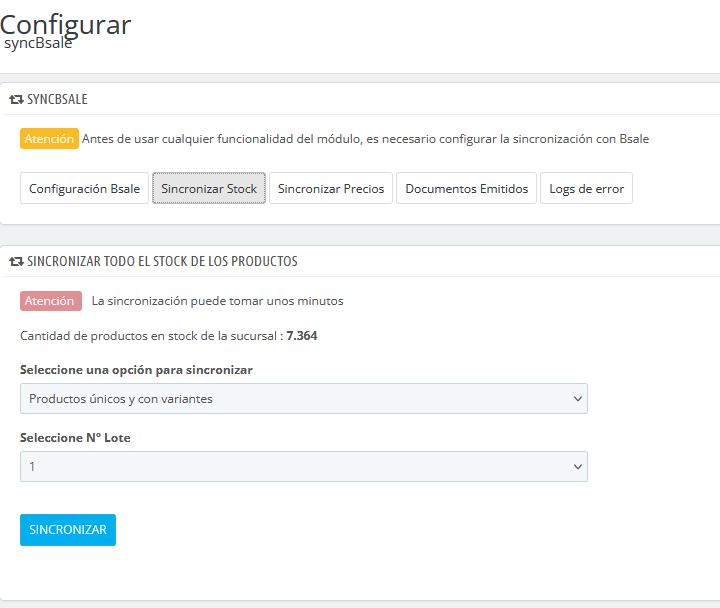 Configurar
syncBsale
SYNCBSALE
Atención Antes de usar cualquier funcionalidad del módulo, es necesario configurar la sincronización con Bsale
Configuración Bsale Sincronizar Stock Sincronizar Precios Documentos Emitidos Logs de error
SINCRONIZAR TODO EL STOCK DE LOS PRODUCTOS
Atención La sincronización puede tomar unos minutos
Cantidad de productos en stock de la sucursal : 7.364
Seleccione una opción para sincronizar
Productos únicos y con variantes
Seleccione Nº Lote
1
SINCRONIZAR